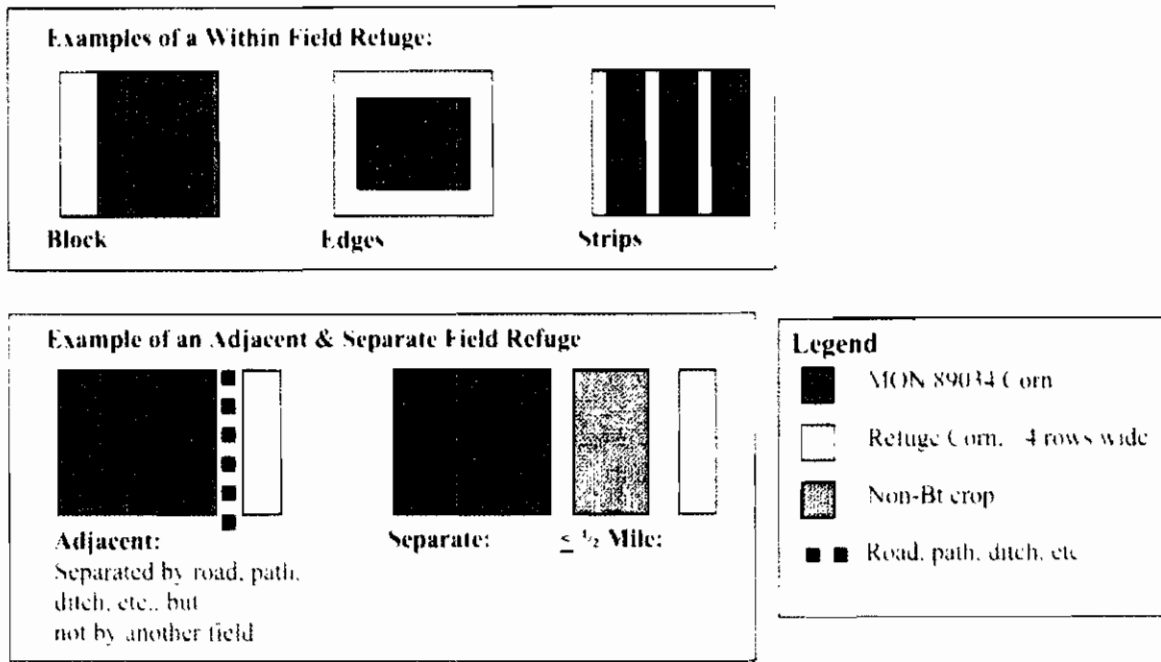 Examples of a Within Field Refuge:
Block
Edges
Strips
Example of an Adjacent & Separate Field Refuge
Adjacent:
Separated by road, path,
ditch, etc., but
not by another field
Separate:
≤ ½ Mile:
Legend
MON 89034 Corn
Refuge Corn, 4 rows wide
Non-Bt crop
Road, path, ditch, etc